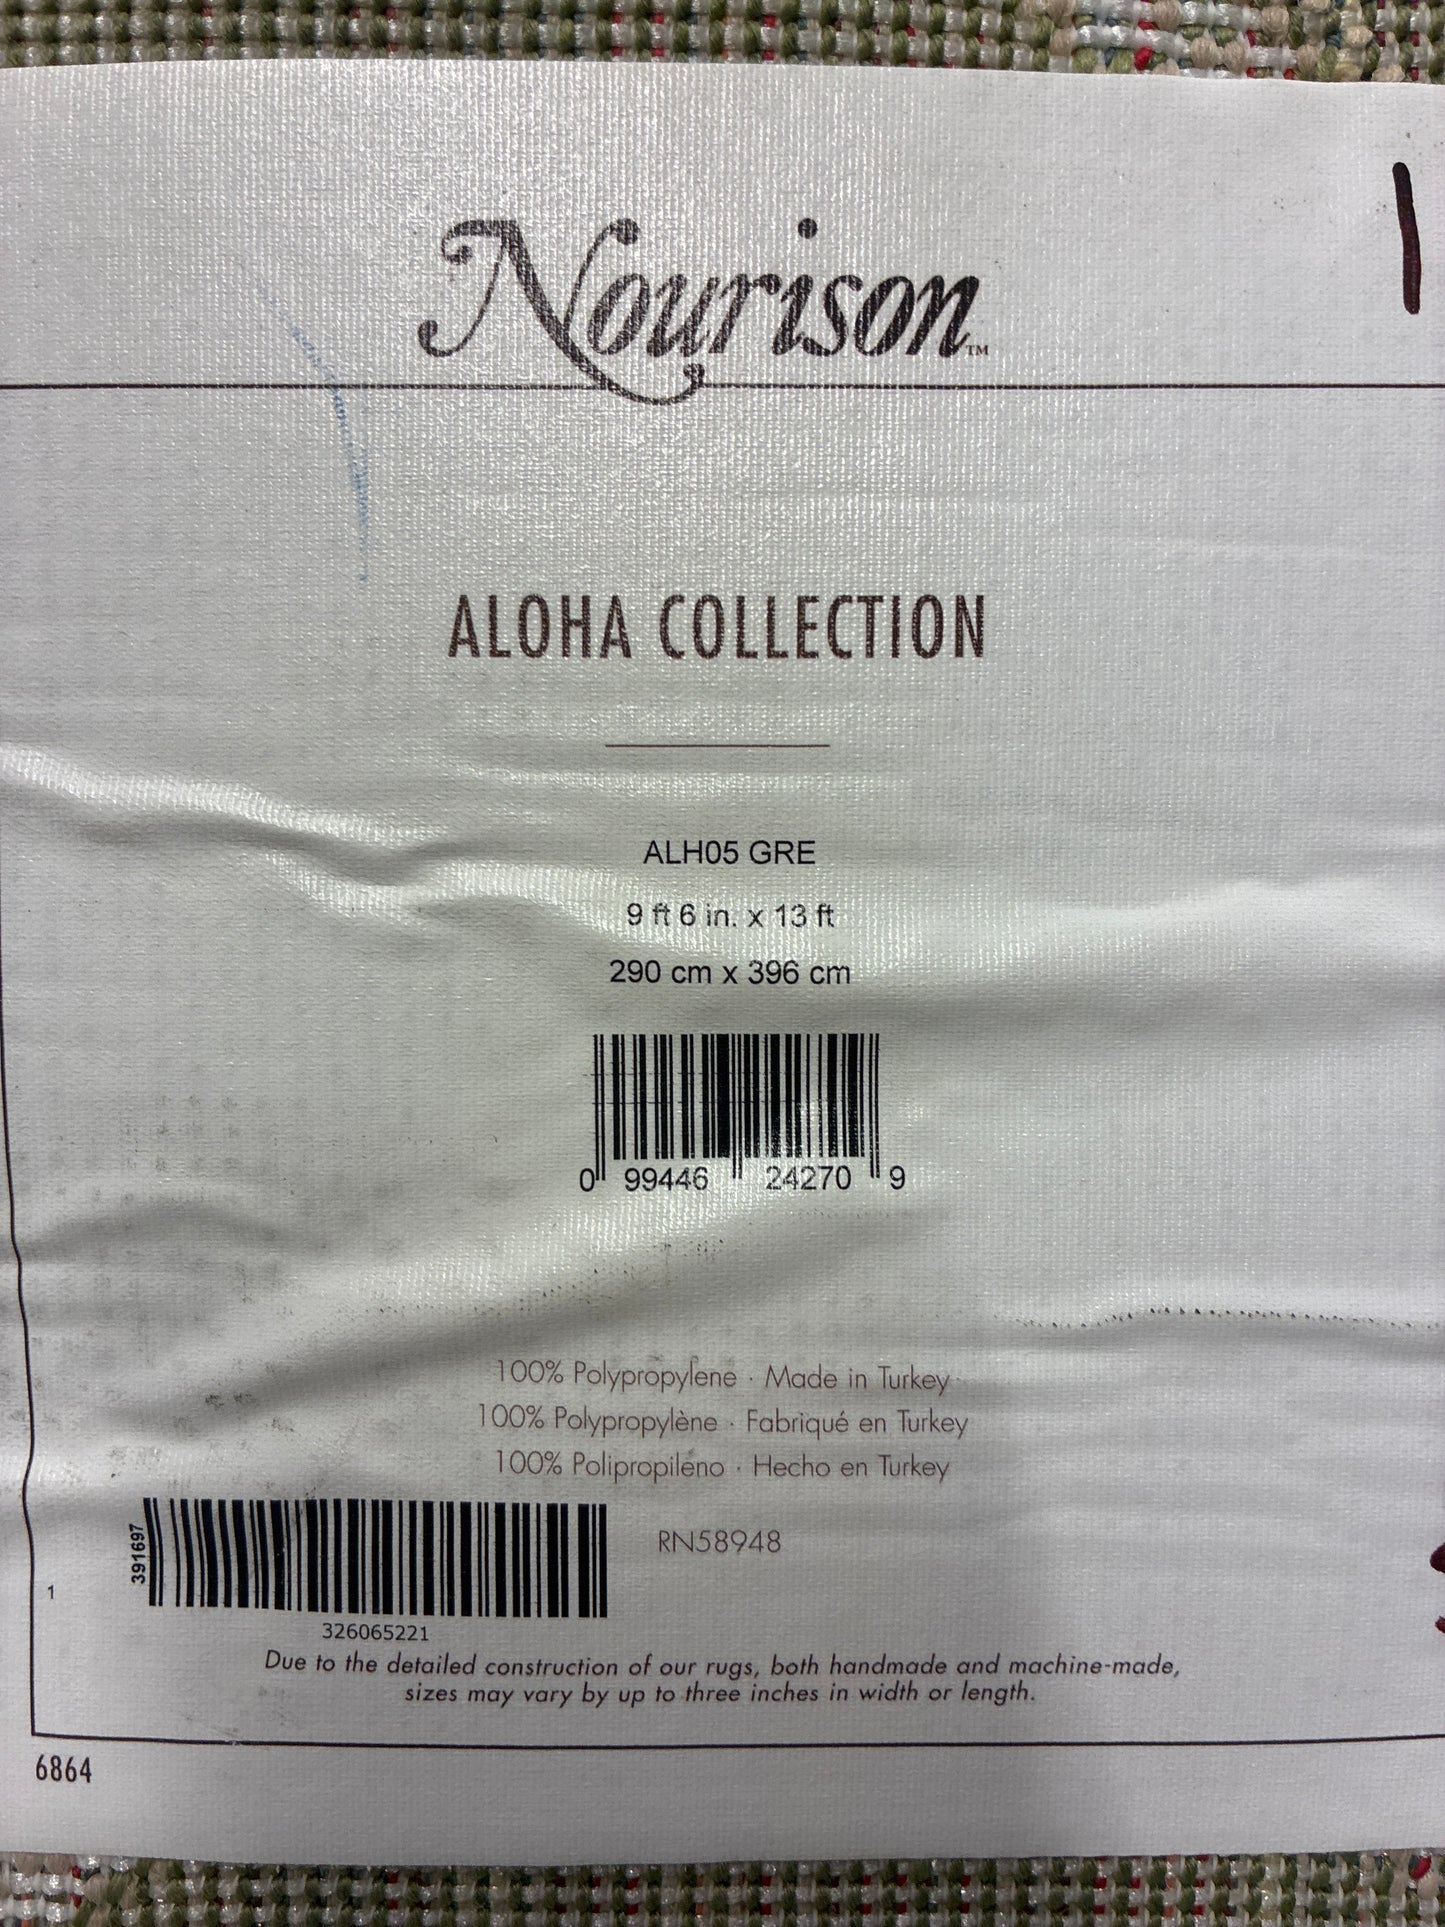 Nourison™
ALOHA COLLECTION
ALH05 GRE
9 ft 6 in. x 13 ft
290 cm x 396 cm
0 99446 24270 9
100% Polypropylene · Made in Turkey
100% Polypropylène · Fabriqué en Turkey
100% Polipropiléno · Hecho en Turkey
391697
RN58948
1
326065221
Due to the detailed construction of our rugs, both handmade and machine-made,
sizes may vary by up to three inches in width or length.
6864